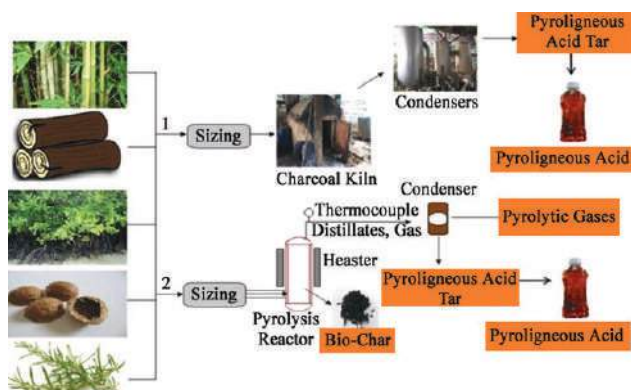 Pyroligneous
Acid Tar
Condensers
1
Sizing
Charcoal Kiln
Pyroligneous Acid
Condenser
Thermocouple
Distillates, Gas
Pyrolytic Gases
Heaster
2
Sizing
Pyroligneous Acid
Tar
Pyrolysis
Reactor
Bio-Char
Pyroligneous Acid